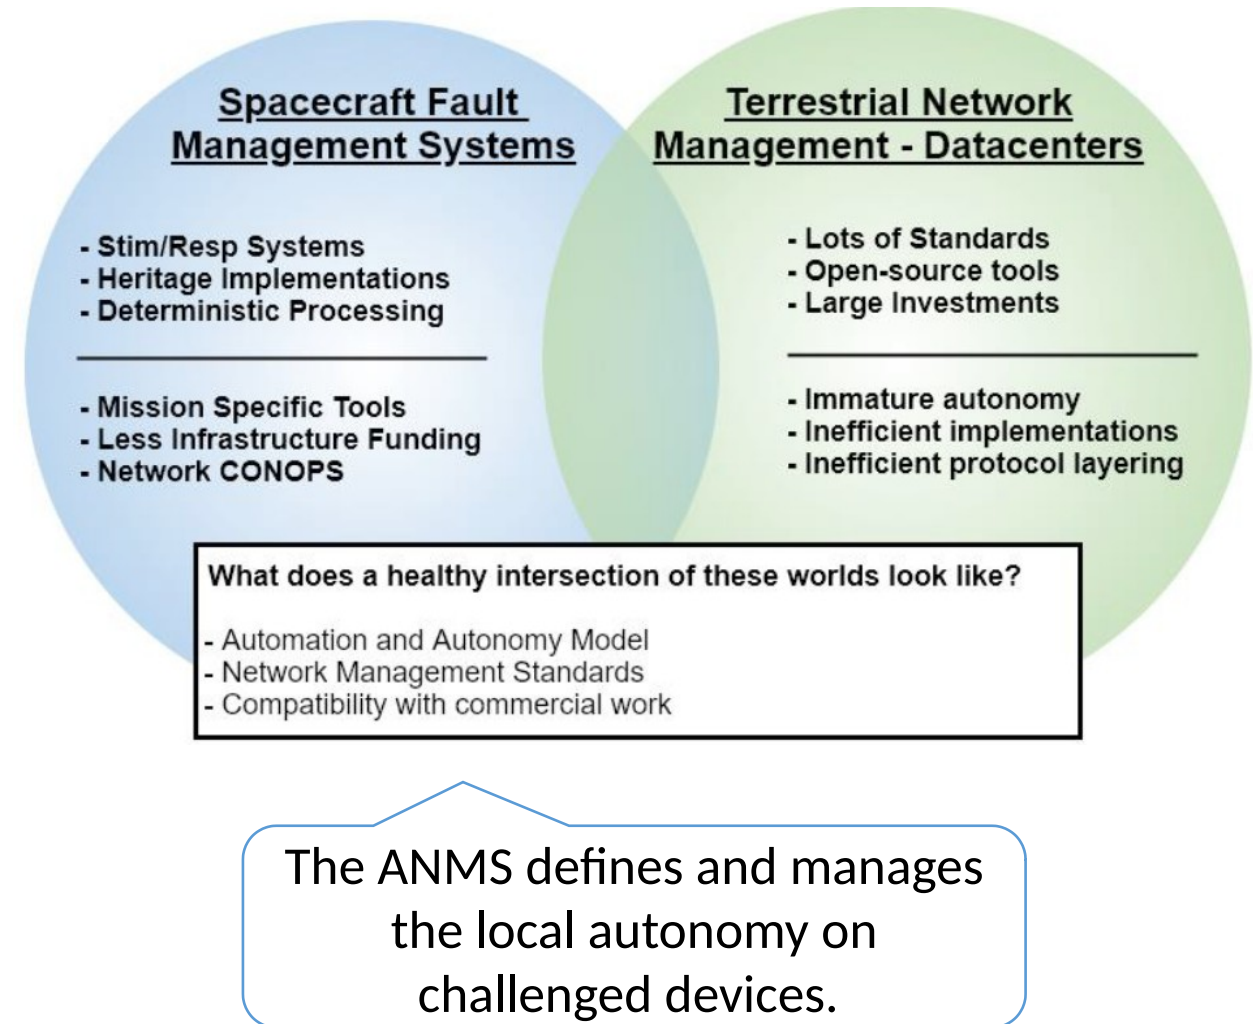 Spacecraft Fault
Management Systems
- Stim/Resp Systems
- Heritage Implementations
- Deterministic Processing
- Mission Specific Tools
- Less Infrastructure Funding
- Network CONOPS
Terrestrial Network
Management - Datacenters
- Lots of Standards
- Open-source tools
- Large Investments
- Immature autonomy
- Inefficient implementations
- Inefficient protocol layering
What does a healthy intersection of these worlds look like?
- Automation and Autonomy Model
- Network Management Standards
- Compatibility with commercial work
The ANMS defines and manages
the local autonomy on
challenged devices.